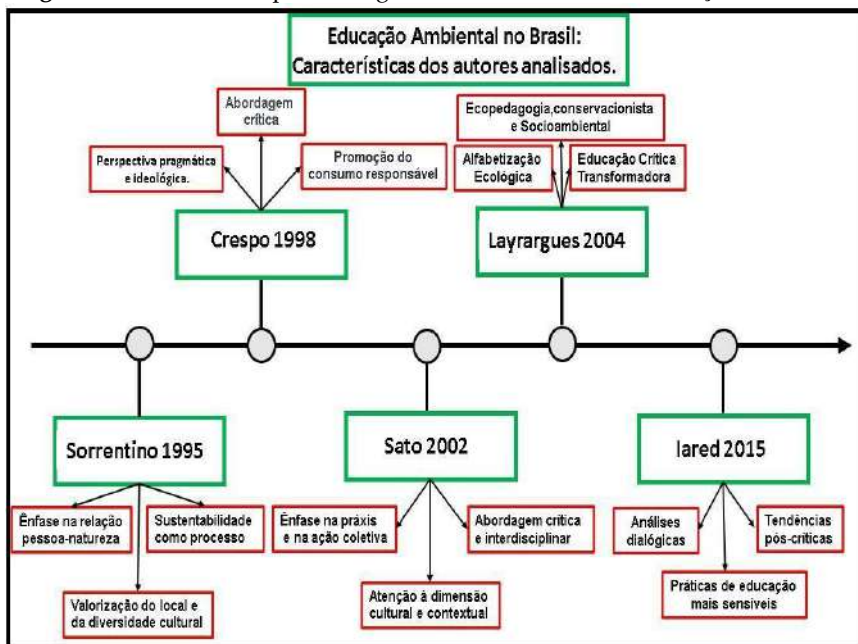 Educação Ambiental no Brasil:
Características dos autores analisados.
Abordagem
crítica
Perspectiva pragmática
e ideológica.
Promoção do
consumo responsável
Crespo 1998
Ecopedagogia,conservacionista
e Socioambiental
Alfabetização
Ecológica
Educação Crítica
Transformadora
Layrargues 2004
Sorrentino 1995
Ênfase na relação
pessoa-natureza
Sustentabilidade
como processo
Valorização do local e
da diversidade cultural
Sato 2002
Ênfase na práxis
e na ação coletiva
Abordagem crítica
e interdisciplinar
Atenção à dimensão
cultural e contextual
Iared 2015
Análises
dialógicas
Tendências
pós-críticas
Práticas de educação
mais sensíveis